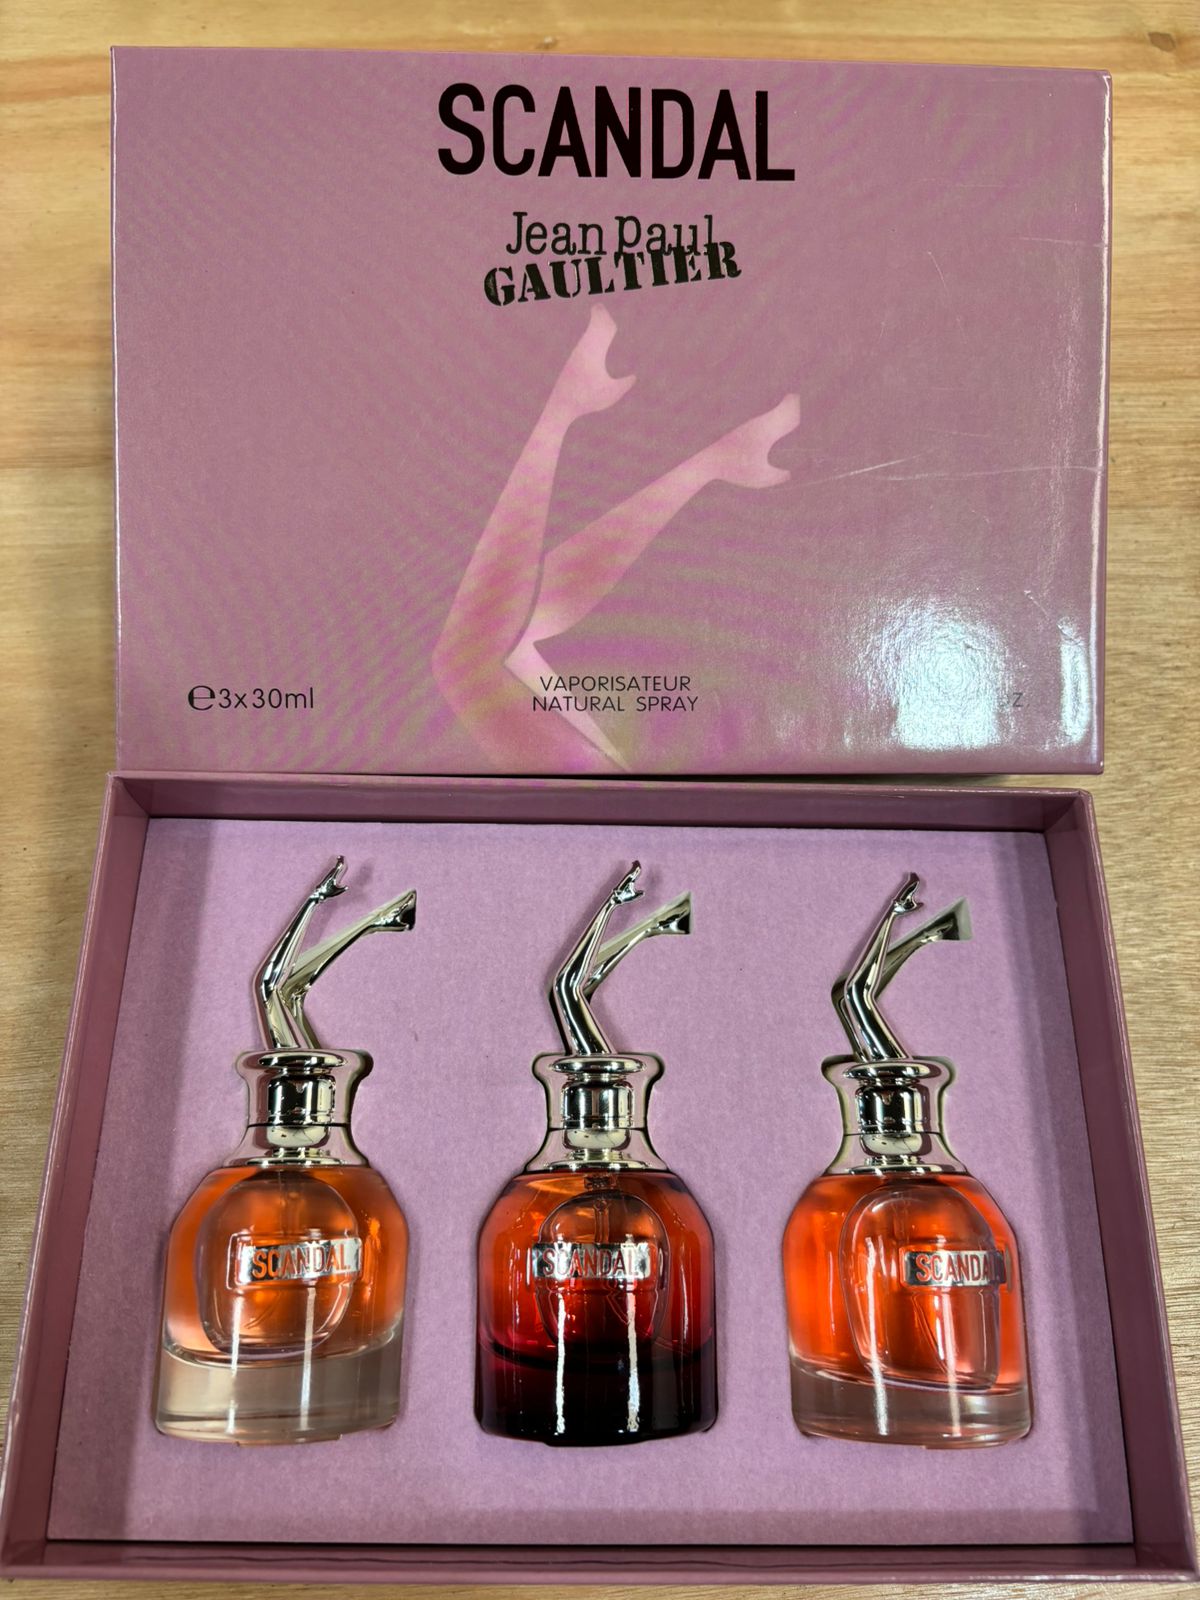 SCANDAL
Jean Paul
GAULTIER
℮3x30ml
VAPORISATEUR
NATURAL SPRAY
SCANDAL
SCANDAL
SCANDAL